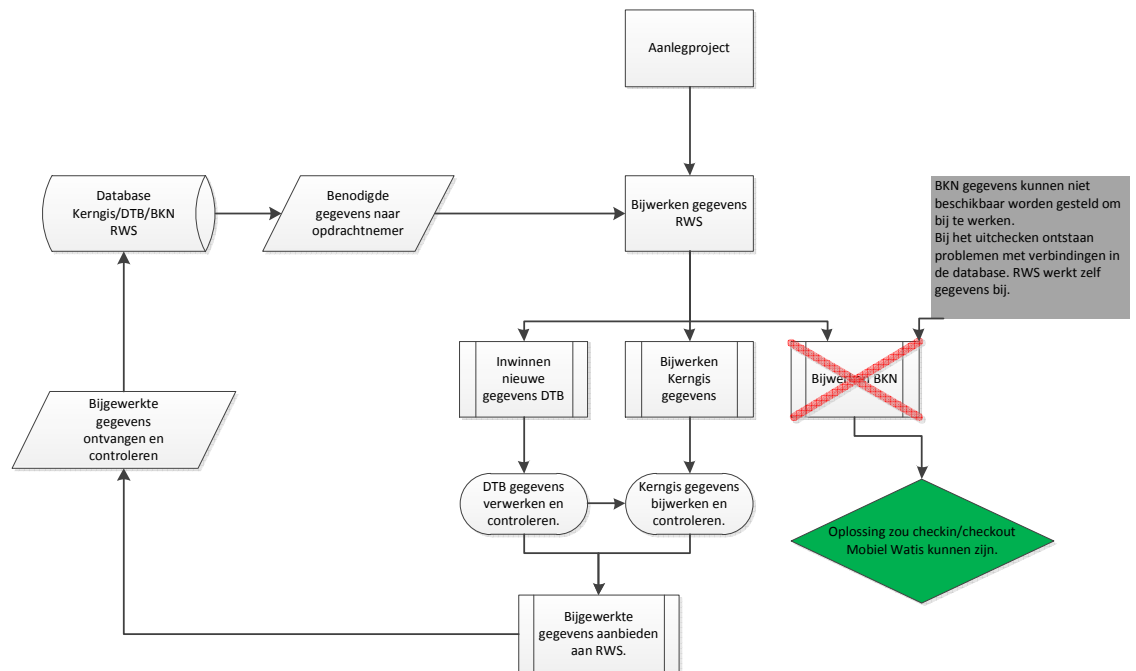 Aanlegproject
Database
Kerngis/DTB/BKN
RWS
Benodigde
gegevens naar
opdrachtnemer
Bijwerken gegevens
RWS
BKN gegevens kunnen niet
beschikbaar worden gesteld om
bij te werken.
Bij het uitchecken ontstaan
problemen met verbindingen in
de database. RWS werkt zelf
gegevens bij.
Inwinnen
nieuwe
gegevens DTB
Bijwerken
Kerngis
gegevens
Bijwerken BKN
Bijgewerkte
gegevens
ontvangen en
controleren
DTB gegevens
verwerken en
controleren.
Kerngis gegevens
bijwerken en
controleren.
Oplossing zou checkin/checkout
Mobiel Watis kunnen zijn.
Bijgewerkte
gegevens aanbieden
aan RWS.